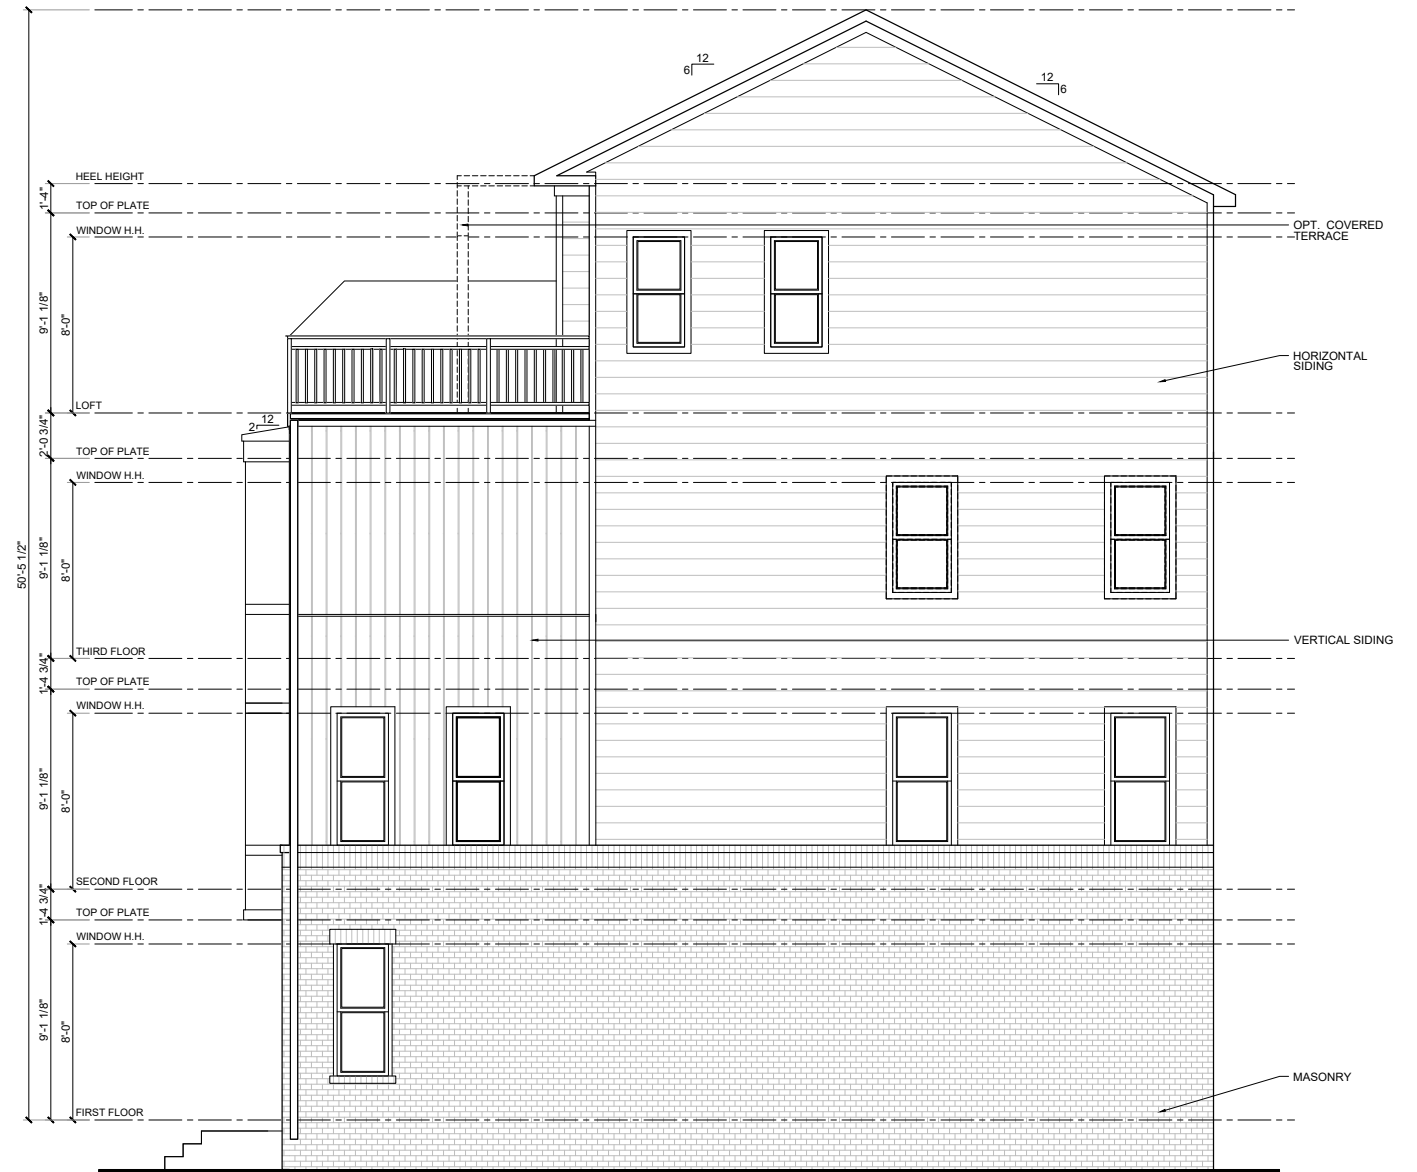 12
6
12
6
HEEL HEIGHT
1'-4"
TOP OF PLATE
WINDOW H.H.
OPT. COVERED
TERRACE
9'-1 1/8"
8'-0"
HORIZONTAL
SIDING
LOFT
12
2
2'-0 3/4"
TOP OF PLATE
WINDOW H.H.
50'-5 1/2"
9'-1 1/8"
8'-0"
VERTICAL SIDING
THIRD FLOOR
1'-4 3/4"
TOP OF PLATE
WINDOW H.H.
9'-1 1/8"
8'-0"
SECOND FLOOR
1'-4 3/4"
TOP OF PLATE
WINDOW H.H.
9'-1 1/8"
8'-0"
MASONRY
FIRST FLOOR